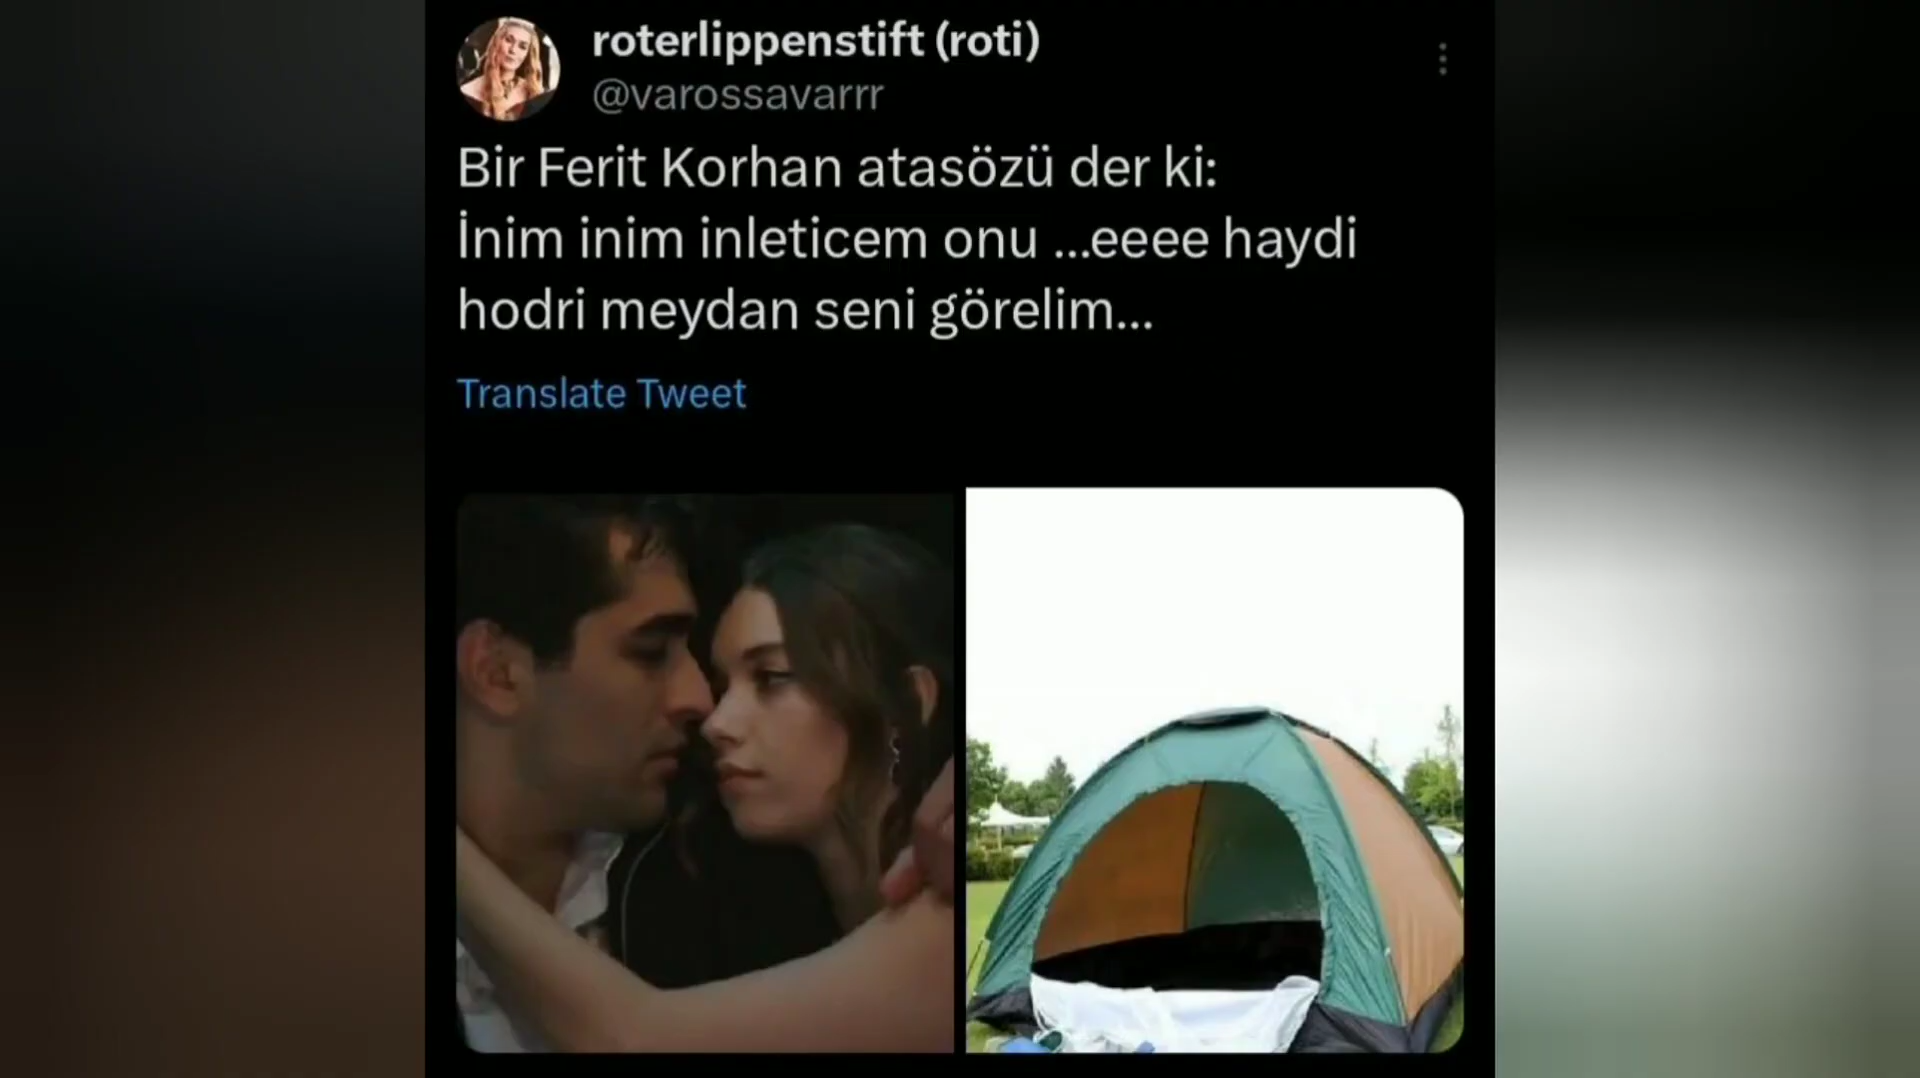 roterlippenstift (roti)
@varossavarrr
Bir Ferit Korhan atasözü der ki:
İnim inim inleticem onu ...eeee haydi
hodri meydan seni görelim...
Translate Tweet